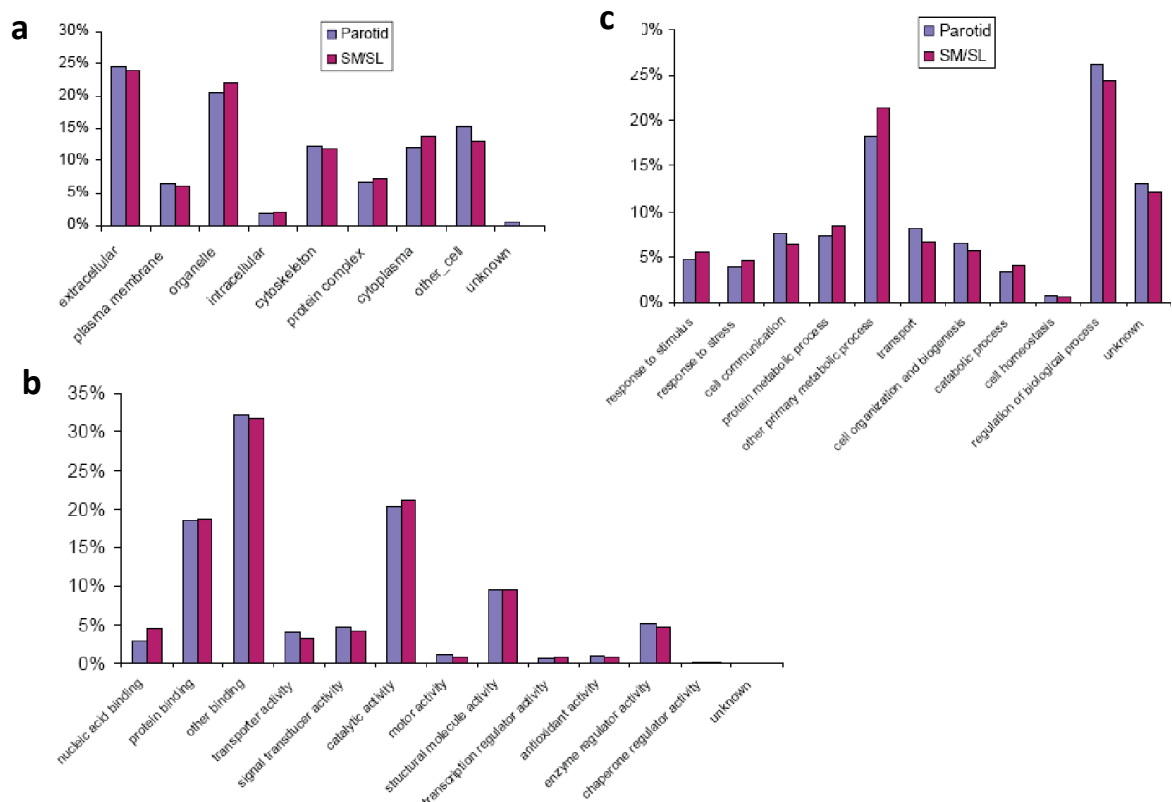 a
30%
25%
20%
15%
10%
5%
0%
Parotid
SM/SL
extracellular
plasma membrane
organelle
intracellular
cytoskeleton
protein complex
cytoplasma
other_cell
unknown
c
0%
25%
20%
15%
10%
5%
0%
Parotid
SM/SL
response to stimulus
response to stress
cell communication
protein metabolic process
other primary metabolic process
transport
cell organization and biogenesis
catabolic process
cell homeostasis
regulation of biological process
unknown
b
35%
30%
25%
20%
15%
10%
5%
0%
nucleic acid binding
protein binding
other binding
transporter activity
signal transducer activity
catalytic activity
motor activity
structural molecule activity
transcription regulator activity
antioxidant activity
enzyme regulator activity
chaperone regulator activity
unknown